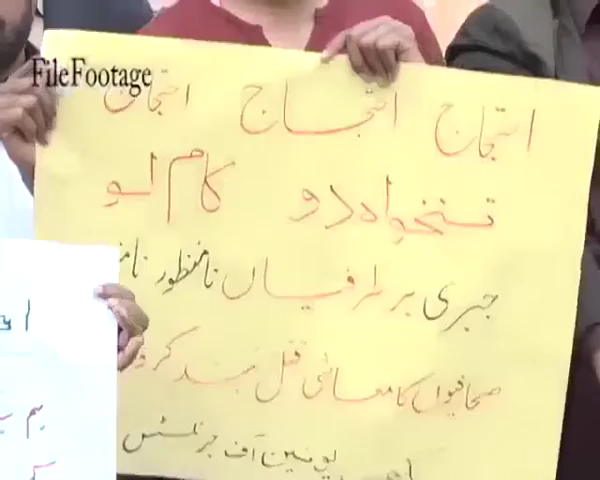 FileFootage
احتجاج احتجاج احتجاج
تنخواہ دو کام لو
جبری برطرفیاں نامنظور
صحافیوں کا معاشی قتل بند کرو
یونین آف جرنلسٹس
ہم